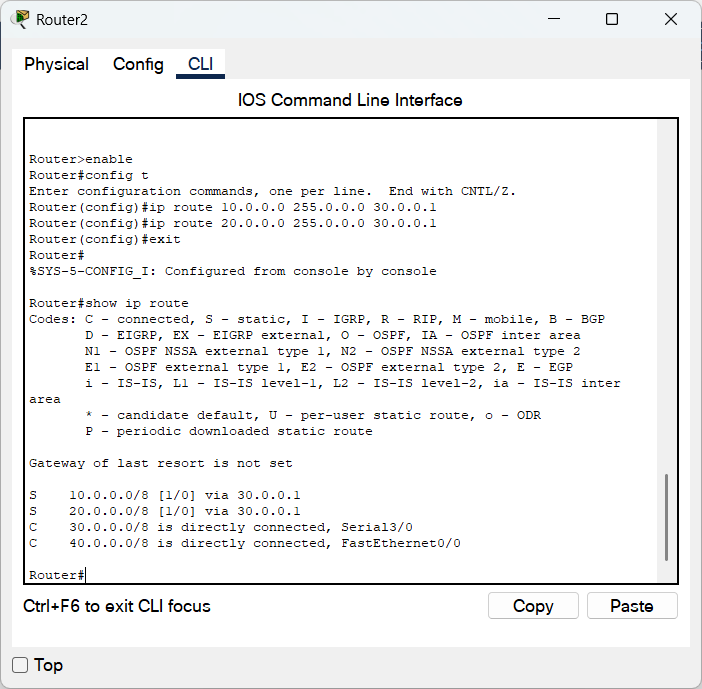 Router2
Physical Config CLI
IOS Command Line Interface
Router>enable
Router#config t
Enter configuration commands, one per line.  End with CNTL/Z.
Router(config)#ip route 10.0.0.0 255.0.0.0 30.0.0.1
Router(config)#ip route 20.0.0.0 255.0.0.0 30.0.0.1
Router(config)#exit
Router#
%SYS-5-CONFIG_I: Configured from console by console
Router#show ip route
Codes: C - connected, S - static, I - IGRP, R - RIP, M - mobile, B - BGP
       D - EIGRP, EX - EIGRP external, O - OSPF, IA - OSPF inter area
       N1 - OSPF NSSA external type 1, N2 - OSPF NSSA external type 2
       E1 - OSPF external type 1, E2 - OSPF external type 2, E - EGP
       i - IS-IS, L1 - IS-IS level-1, L2 - IS-IS level-2, ia - IS-IS inter
area
       * - candidate default, U - per-user static route, o - ODR
       P - periodic downloaded static route
Gateway of last resort is not set
S    10.0.0.0/8 [1/0] via 30.0.0.1
S    20.0.0.0/8 [1/0] via 30.0.0.1
C    30.0.0.0/8 is directly connected, Serial3/0
C    40.0.0.0/8 is directly connected, FastEthernet0/0
Router#
Ctrl+F6 to exit CLI focus Copy Paste
Top